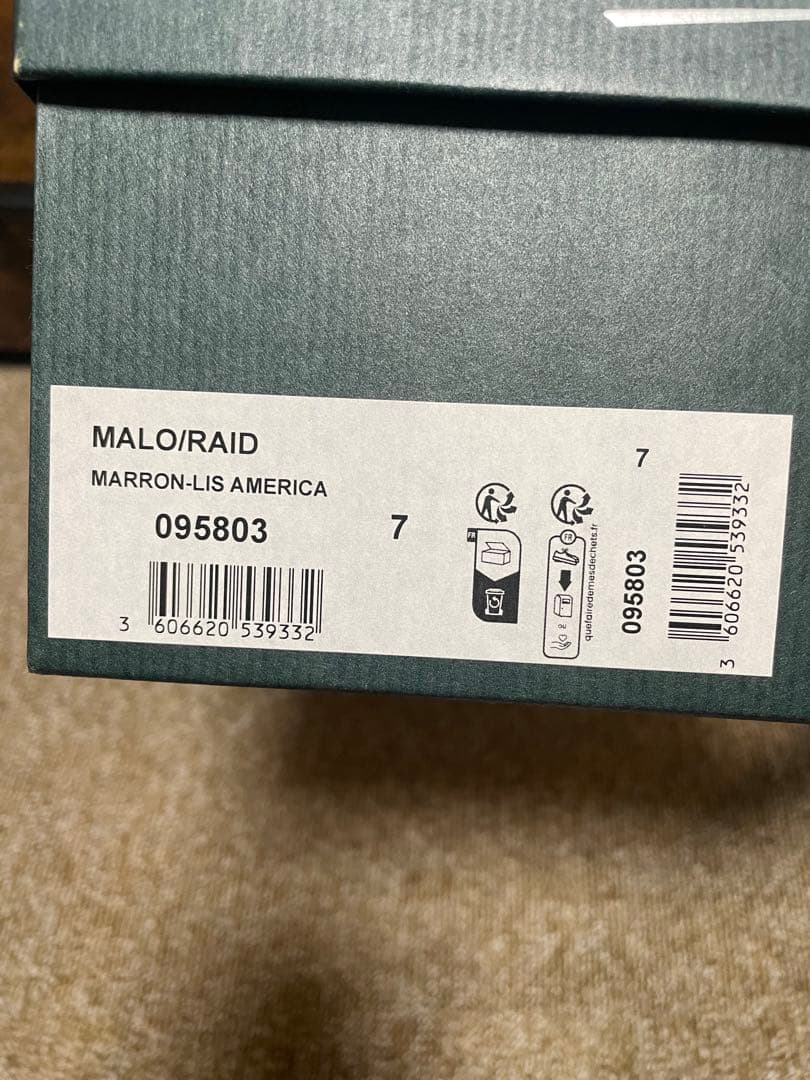 MALO/RAID
MARRON-LIS AMERICA
095803
7
3 606620 539332
FR
FR
OU
quefairedemesdechets.fr
7
095803
3 606620 539332